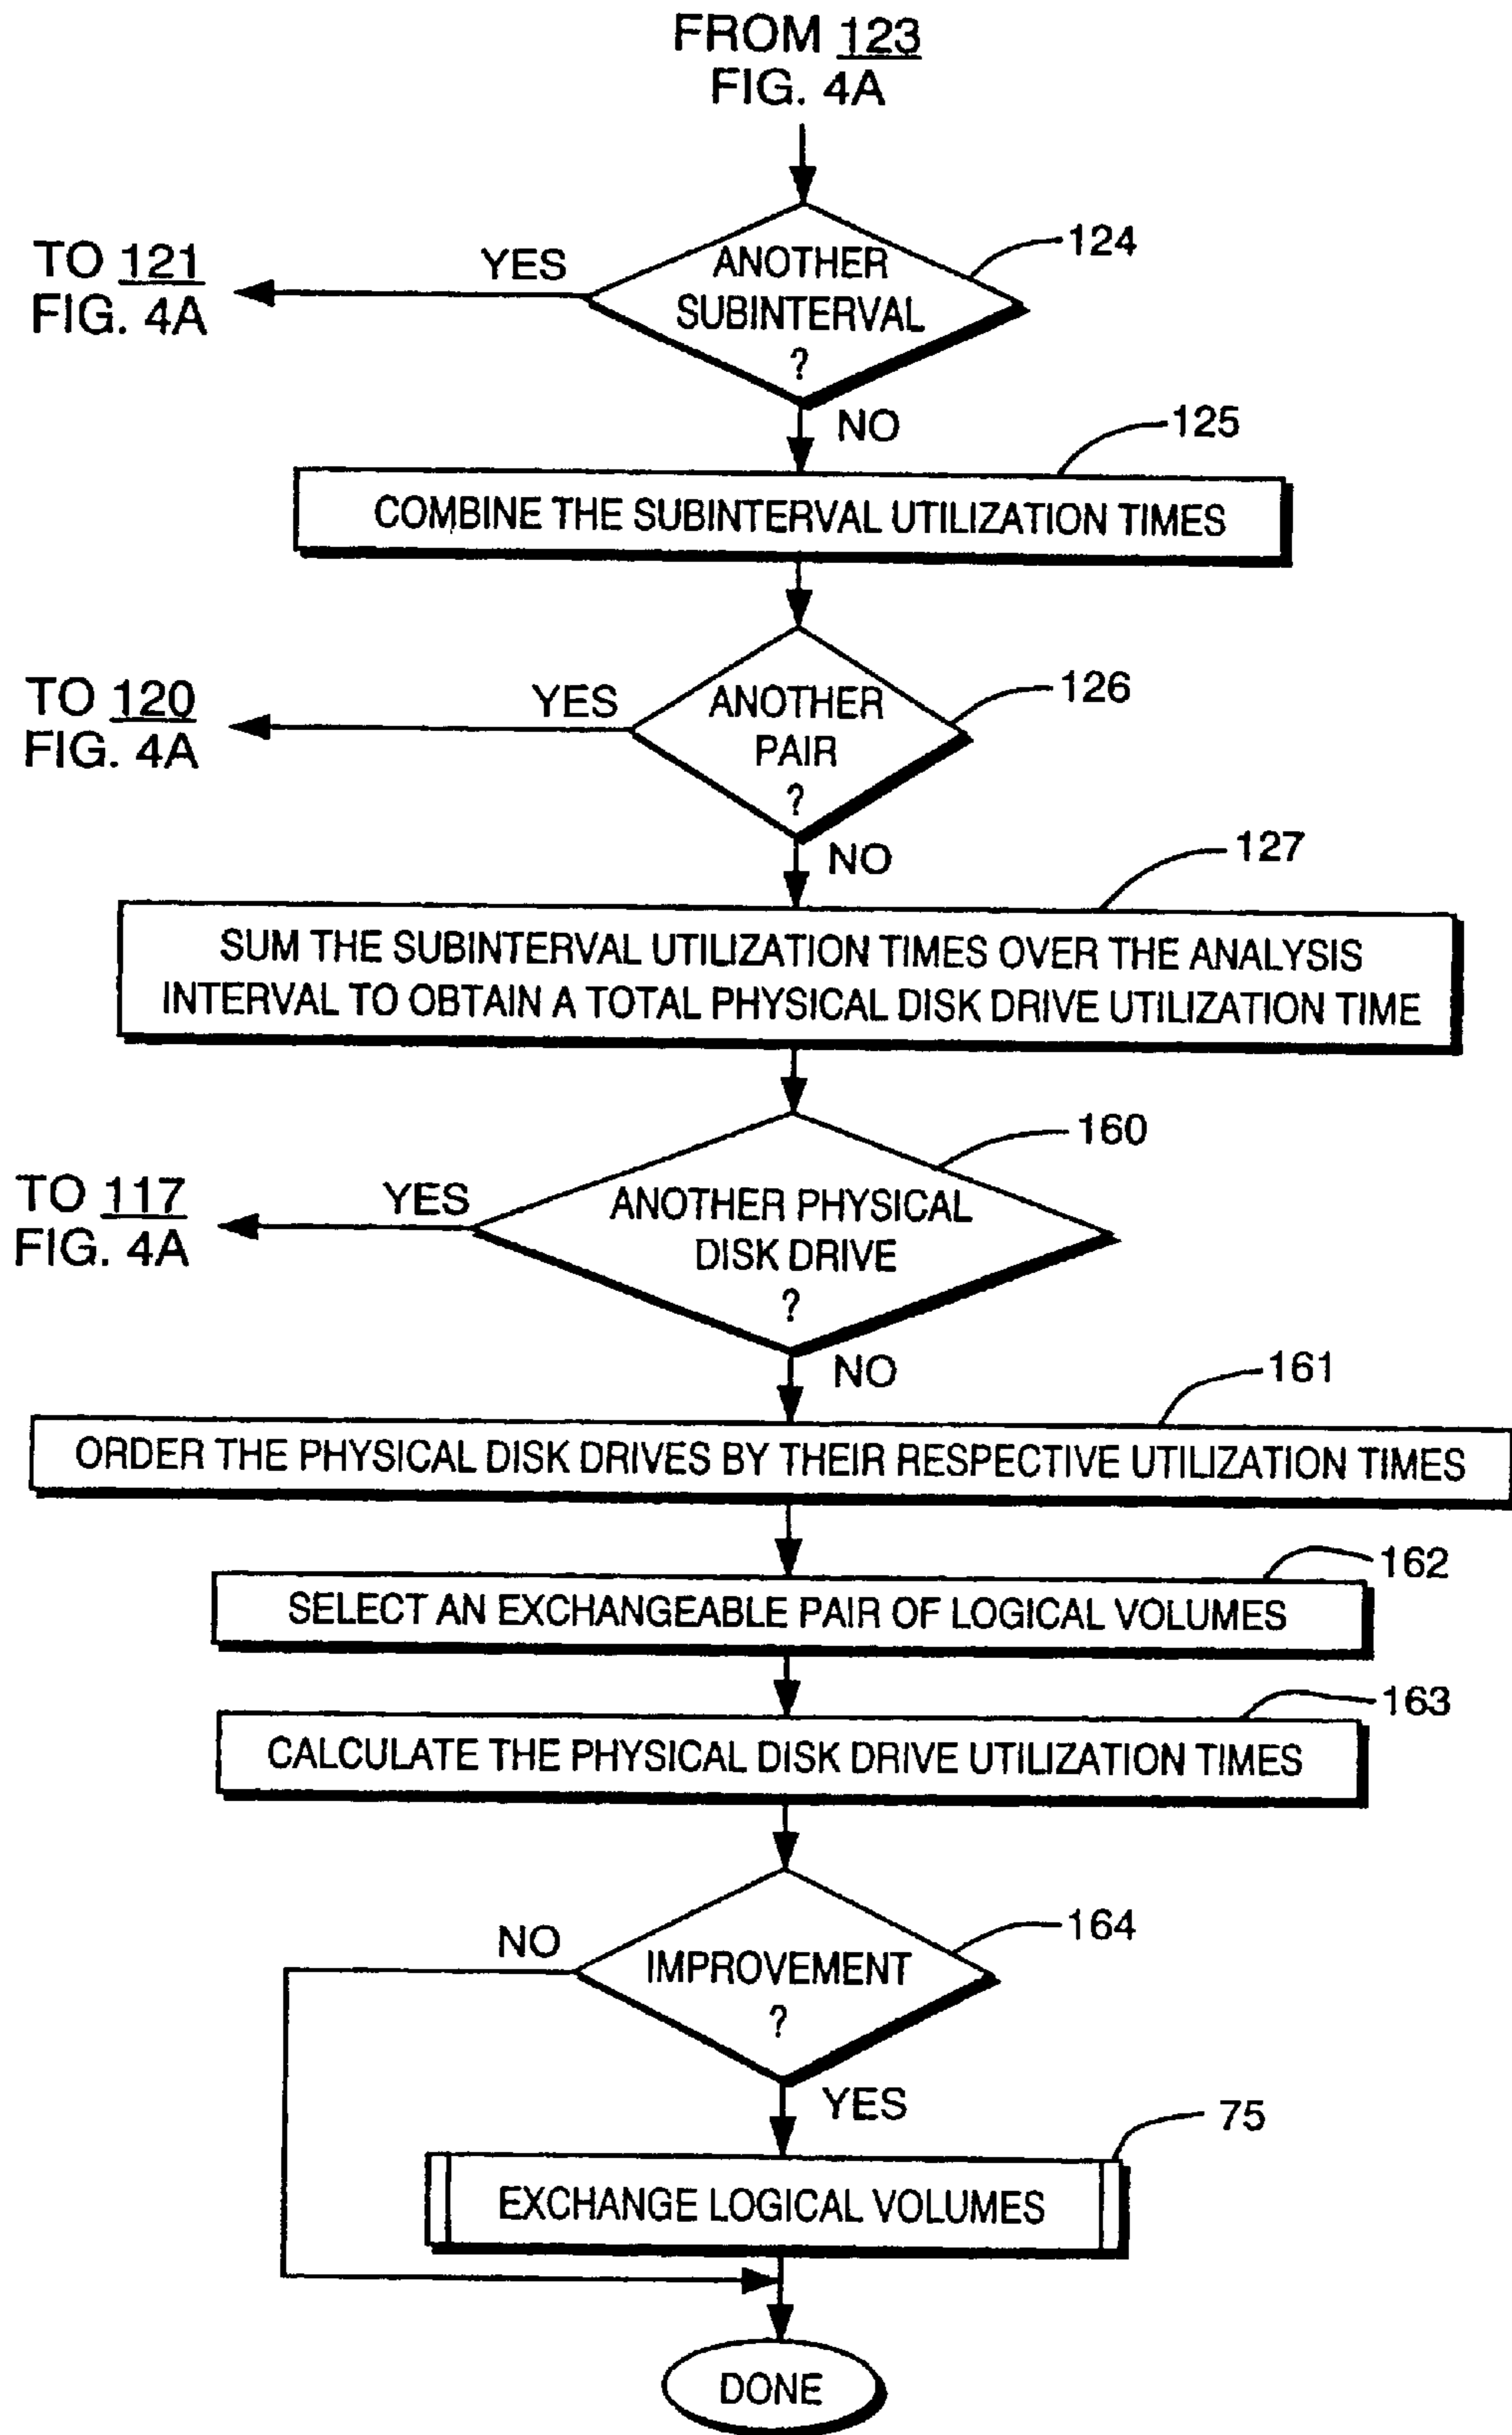 FROM 123
FIG. 4A
ANOTHER
SUBINTERVAL
?
124
YES
TO 121
FIG. 4A
NO
125
COMBINE THE SUBINTERVAL UTILIZATION TIMES
ANOTHER
PAIR
?
126
YES
TO 120
FIG. 4A
NO
127
SUM THE SUBINTERVAL UTILIZATION TIMES OVER THE ANALYSIS
INTERVAL TO OBTAIN A TOTAL PHYSICAL DISK DRIVE UTILIZATION TIME
160
ANOTHER PHYSICAL
DISK DRIVE
?
YES
TO 117
FIG. 4A
NO
161
ORDER THE PHYSICAL DISK DRIVES BY THEIR RESPECTIVE UTILIZATION TIMES
162
SELECT AN EXCHANGEABLE PAIR OF LOGICAL VOLUMES
163
CALCULATE THE PHYSICAL DISK DRIVE UTILIZATION TIMES
164
NO
IMPROVEMENT
?
YES
75
EXCHANGE LOGICAL VOLUMES
DONE